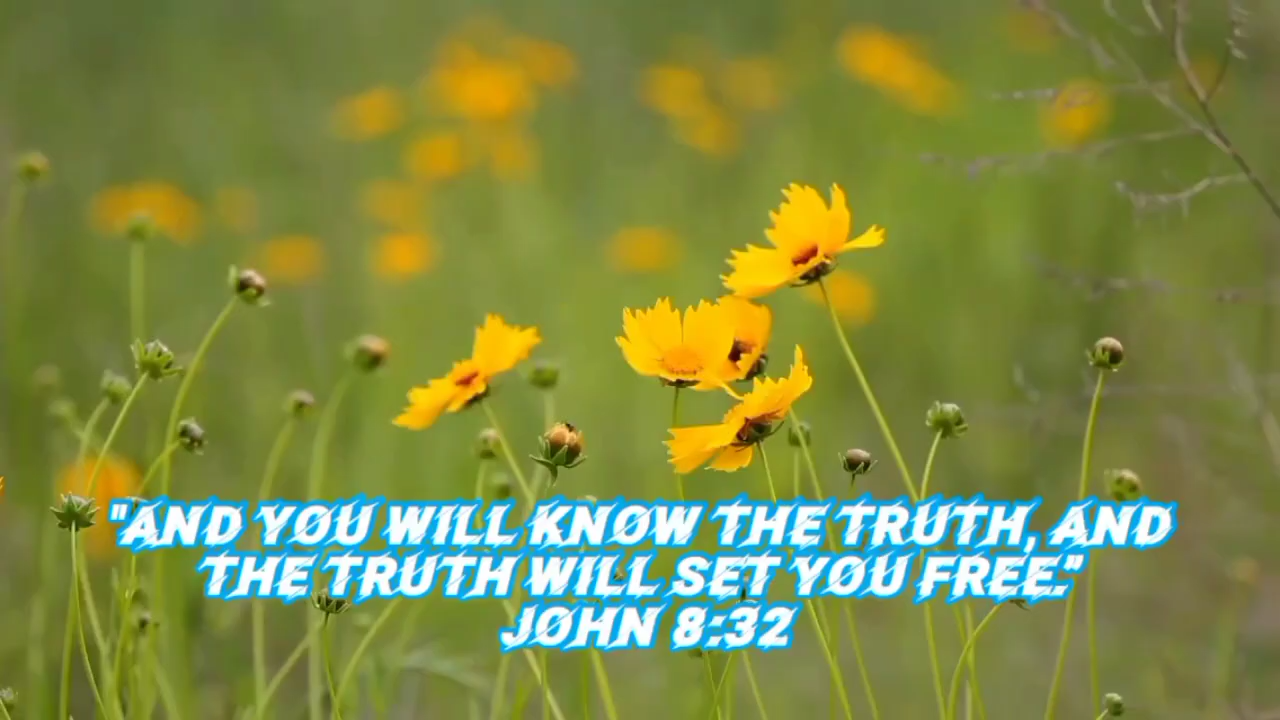 "AND YOU WILL KNOW THE TRUTH, AND
THE TRUTH WILL SET YOU FREE."
JOHN 8:32